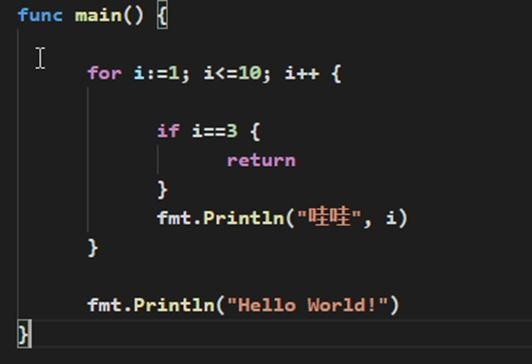 func main() {
for i:=1; i<=10; i++ {
if i==3 {
return
}
fmt.Println("哇哇", i)
}
fmt.Println("Hello World!")
}